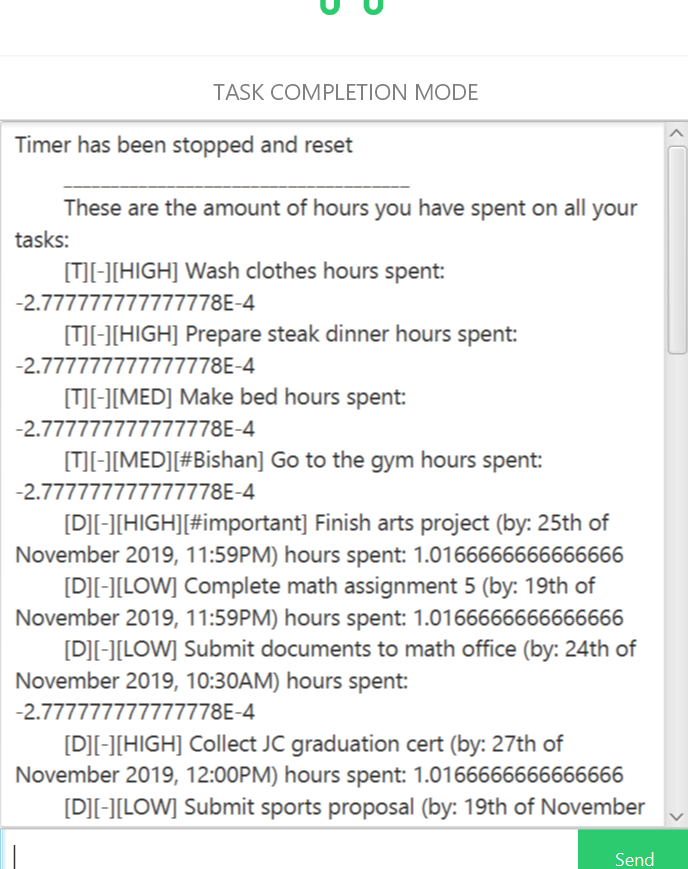 TASK COMPLETION MODE
Timer has been stopped and reset
____________________________________
These are the amount of hours you have spent on all your
tasks:
[T][-][HIGH] Wash clothes hours spent:
-2.777777777777778E-4
[T][-][HIGH] Prepare steak dinner hours spent:
-2.777777777777778E-4
[T][-][MED] Make bed hours spent:
-2.777777777777778E-4
[T][-][MED][#Bishan] Go to the gym hours spent:
-2.777777777777778E-4
[D][-][HIGH][#important] Finish arts project (by: 25th of
November 2019, 11:59PM) hours spent: 1.0166666666666666
[D][-][LOW] Complete math assignment 5 (by: 19th of
November 2019, 11:59PM) hours spent: 1.0166666666666666
[D][-][LOW] Submit documents to math office (by: 24th of
November 2019, 10:30AM) hours spent:
-2.777777777777778E-4
[D][-][HIGH] Collect JC graduation cert (by: 27th of
November 2019, 12:00PM) hours spent: 1.0166666666666666
[D][-][LOW] Submit sports proposal (by: 19th of November
Send